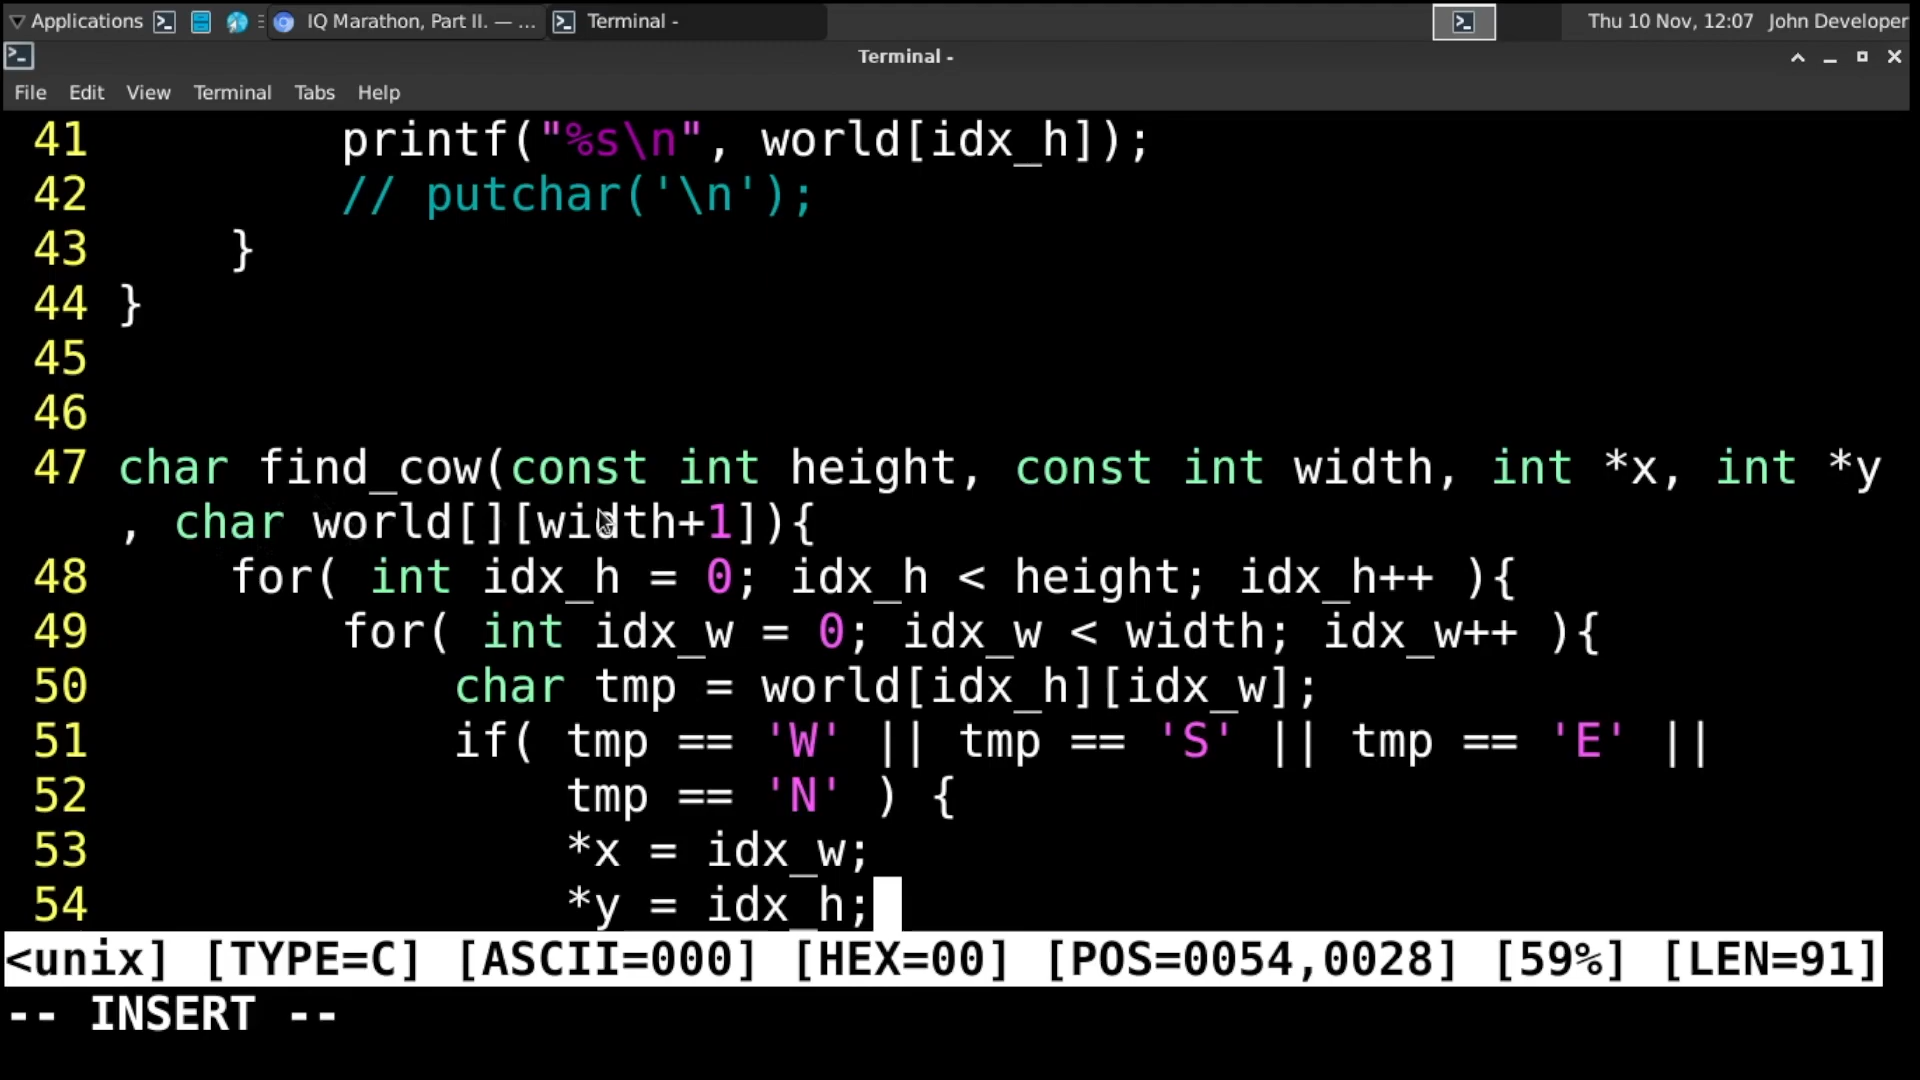 Applications IQ Marathon, Part II. — ... Terminal - Thu 10 Nov, 12:07 John Developer
Terminal -
File Edit View Terminal Tabs Help
41         printf("%s\n", world[idx_h]);
42         // putchar('\n');
43     }
44 }
45
46
47 char find_cow(const int height, const int width, int *x, int *y
, char world[][width+1]){
48     for( int idx_h = 0; idx_h < height; idx_h++ ){
49         for( int idx_w = 0; idx_w < width; idx_w++ ){
50             char tmp = world[idx_h][idx_w];
51             if( tmp == 'W' || tmp == 'S' || tmp == 'E' ||
52                 tmp == 'N' ) {
53                 *x = idx_w;
54                 *y = idx_h;
<unix] [TYPE=C] [ASCII=000] [HEX=00] [POS=0054,0028] [59%] [LEN=91]
-- INSERT --